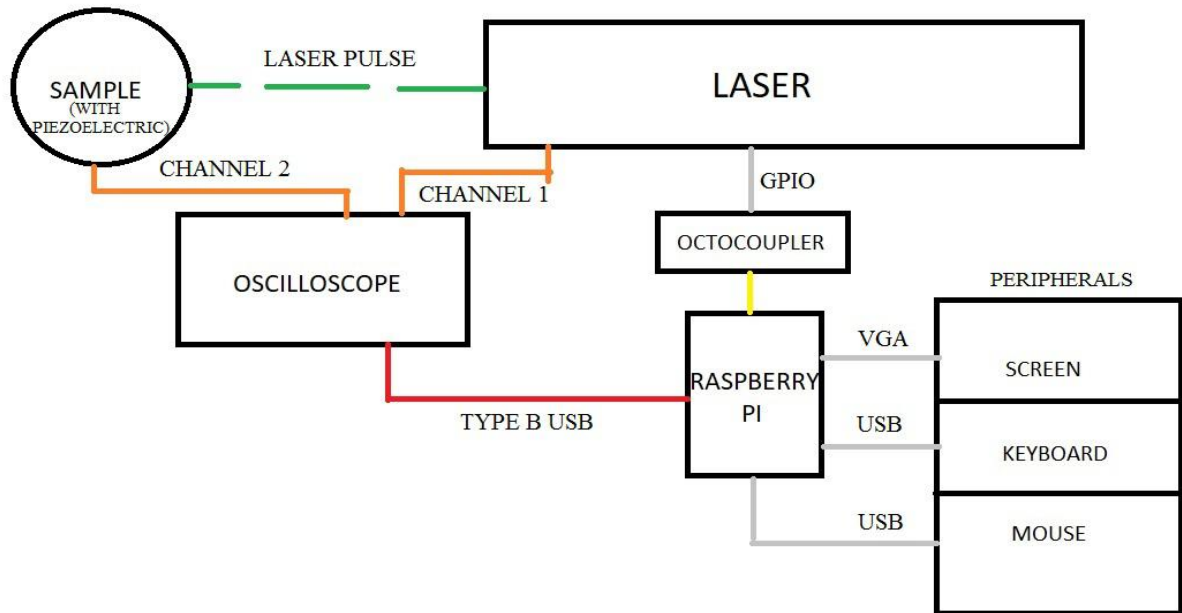 LASER PULSE
LASER
SAMPLE
(WITH
PIEZOELECTRIC)
CHANNEL 2
CHANNEL 1
GPIO
OCTOCOUPLER
OSCILLOSCOPE
PERIPHERALS
VGA
SCREEN
RASPBERRY
PI
TYPE B USB
USB
KEYBOARD
USB
MOUSE